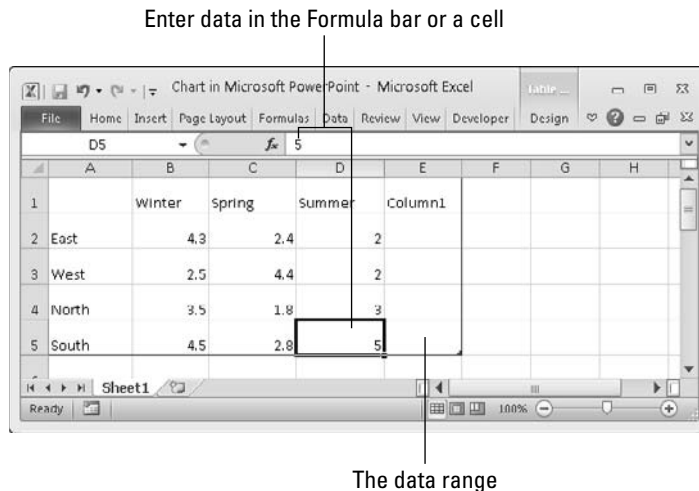 Enter data in the Formula bar or a cell
Chart in Microsoft PowerPoint - Microsoft Excel Table ...
File Home Insert Page Layout Formulas Data Review View Developer Design
D5 fx 5
A B C D E F G H
1 Winter Spring Summer Column1
2 East 4.3 2.4 2
3 West 2.5 4.4 2
4 North 3.5 1.8 3
5 South 4.5 2.8 5
Sheet1
Ready 100%
The data range